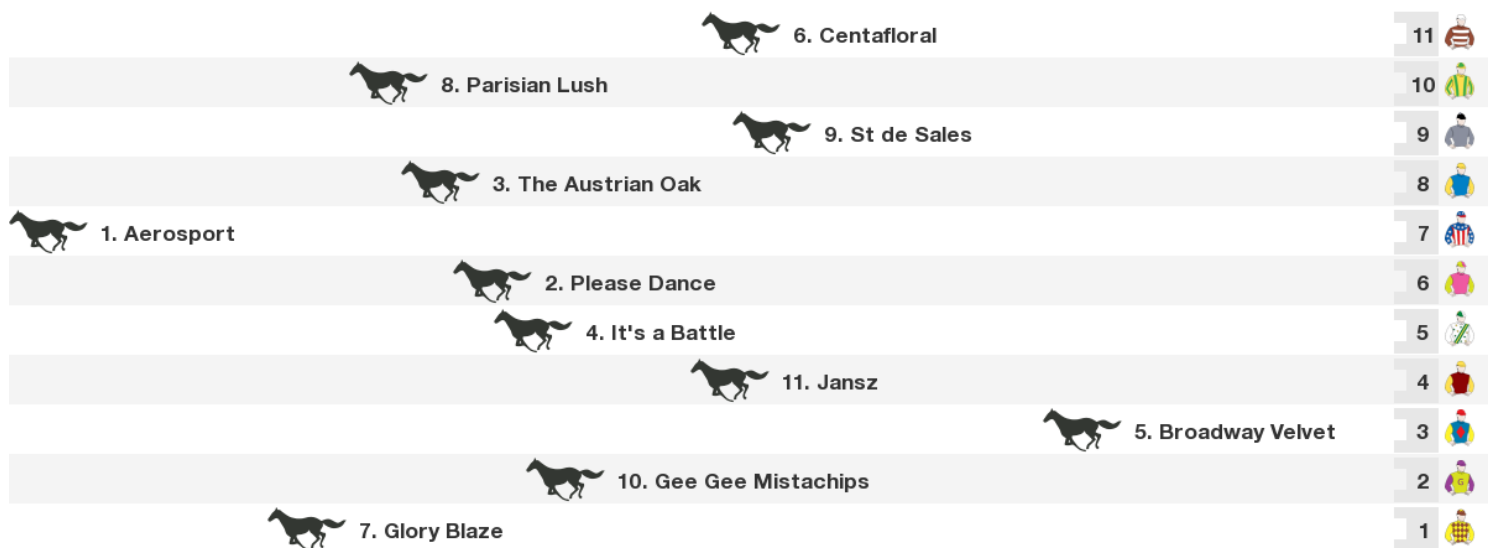 6. Centafloral 11
8. Parisian Lush 10
9. St de Sales 9
3. The Austrian Oak 8
1. Aerosport 7
2. Please Dance 6
4. It's a Battle 5
11. Jansz 4
5. Broadway Velvet 3
10. Gee Gee Mistachips 2 G
7. Glory Blaze 1